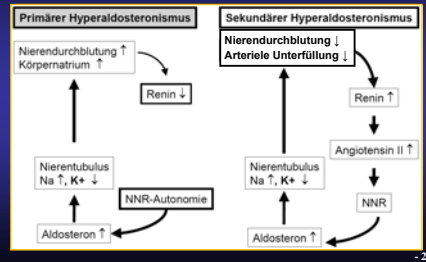 Primärer Hyperaldosteronismus
Nierendurchblutung ↑
Körpernatrium ↑
Renin ↓
Nierentubulus
Na ↑, K+ ↓
NNR-Autonomie
Aldosteron ↑
Sekundärer Hyperaldosteronismus
Nierendurchblutung ↓
Arteriele Unterfüllung ↓
Renin ↑
Angiotensin II ↑
Nierentubulus
Na ↑, K+ ↓
NNR
Aldosteron ↑
- 2